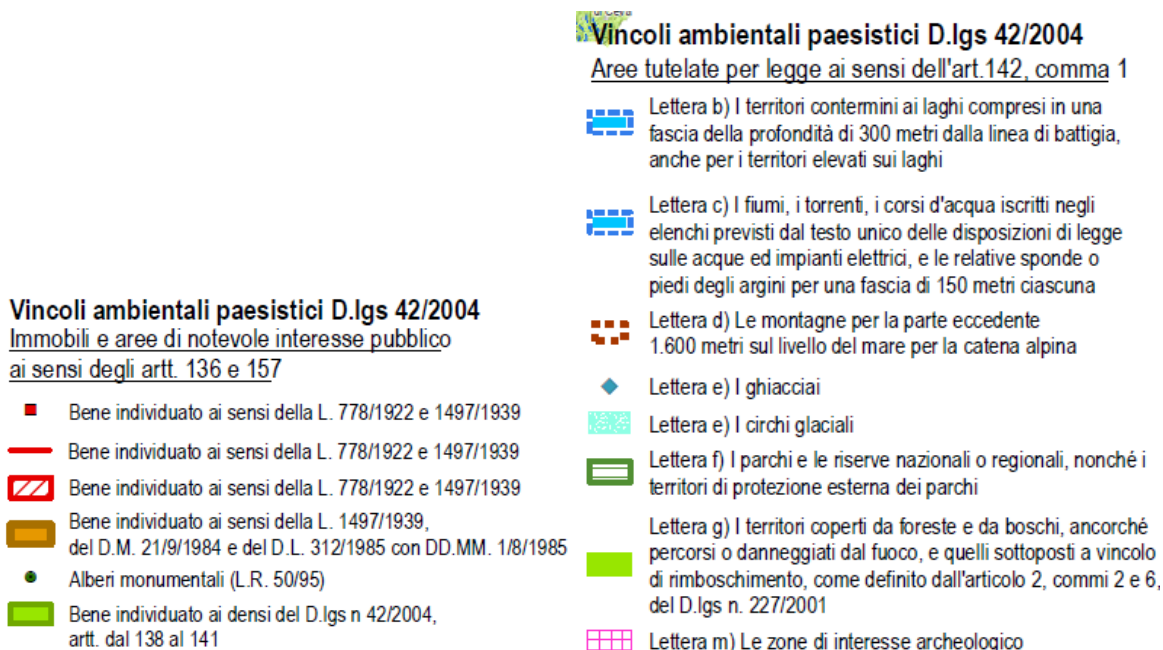 Vincoli ambientali paesistici D.lgs 42/2004
Immobili e aree di notevole interesse pubblico
ai sensi degli artt. 136 e 157
Bene individuato ai sensi della L. 778/1922 e 1497/1939
Bene individuato ai sensi della L. 778/1922 e 1497/1939
Bene individuato ai sensi della L. 778/1922 e 1497/1939
Bene individuato ai sensi della L. 1497/1939,
del D.M. 21/9/1984 e del D.L. 312/1985 con DD.MM. 1/8/1985
Alberi monumentali (L.R. 50/95)
Bene individuato ai densi del D.lgs n 42/2004,
artt. dal 138 al 141
Vincoli ambientali paesistici D.lgs 42/2004
Aree tutelate per legge ai sensi dell'art.142, comma 1
Lettera b) I territori contermini ai laghi compresi in una
fascia della profondità di 300 metri dalla linea di battigia,
anche per i territori elevati sui laghi
Lettera c) I fiumi, i torrenti, i corsi d'acqua iscritti negli
elenchi previsti dal testo unico delle disposizioni di legge
sulle acque ed impianti elettrici, e le relative sponde o
piedi degli argini per una fascia di 150 metri ciascuna
Lettera d) Le montagne per la parte eccedente
1.600 metri sul livello del mare per la catena alpina
Lettera e) I ghiacciai
Lettera e) I circhi glaciali
Lettera f) I parchi e le riserve nazionali o regionali, nonché i
territori di protezione esterna dei parchi
Lettera g) I territori coperti da foreste e da boschi, ancorché
percorsi o danneggiati dal fuoco, e quelli sottoposti a vincolo
di rimboschimento, come definito dall'articolo 2, commi 2 e 6,
del D.lgs n. 227/2001
Lettera m) Le zone di interesse archeologico